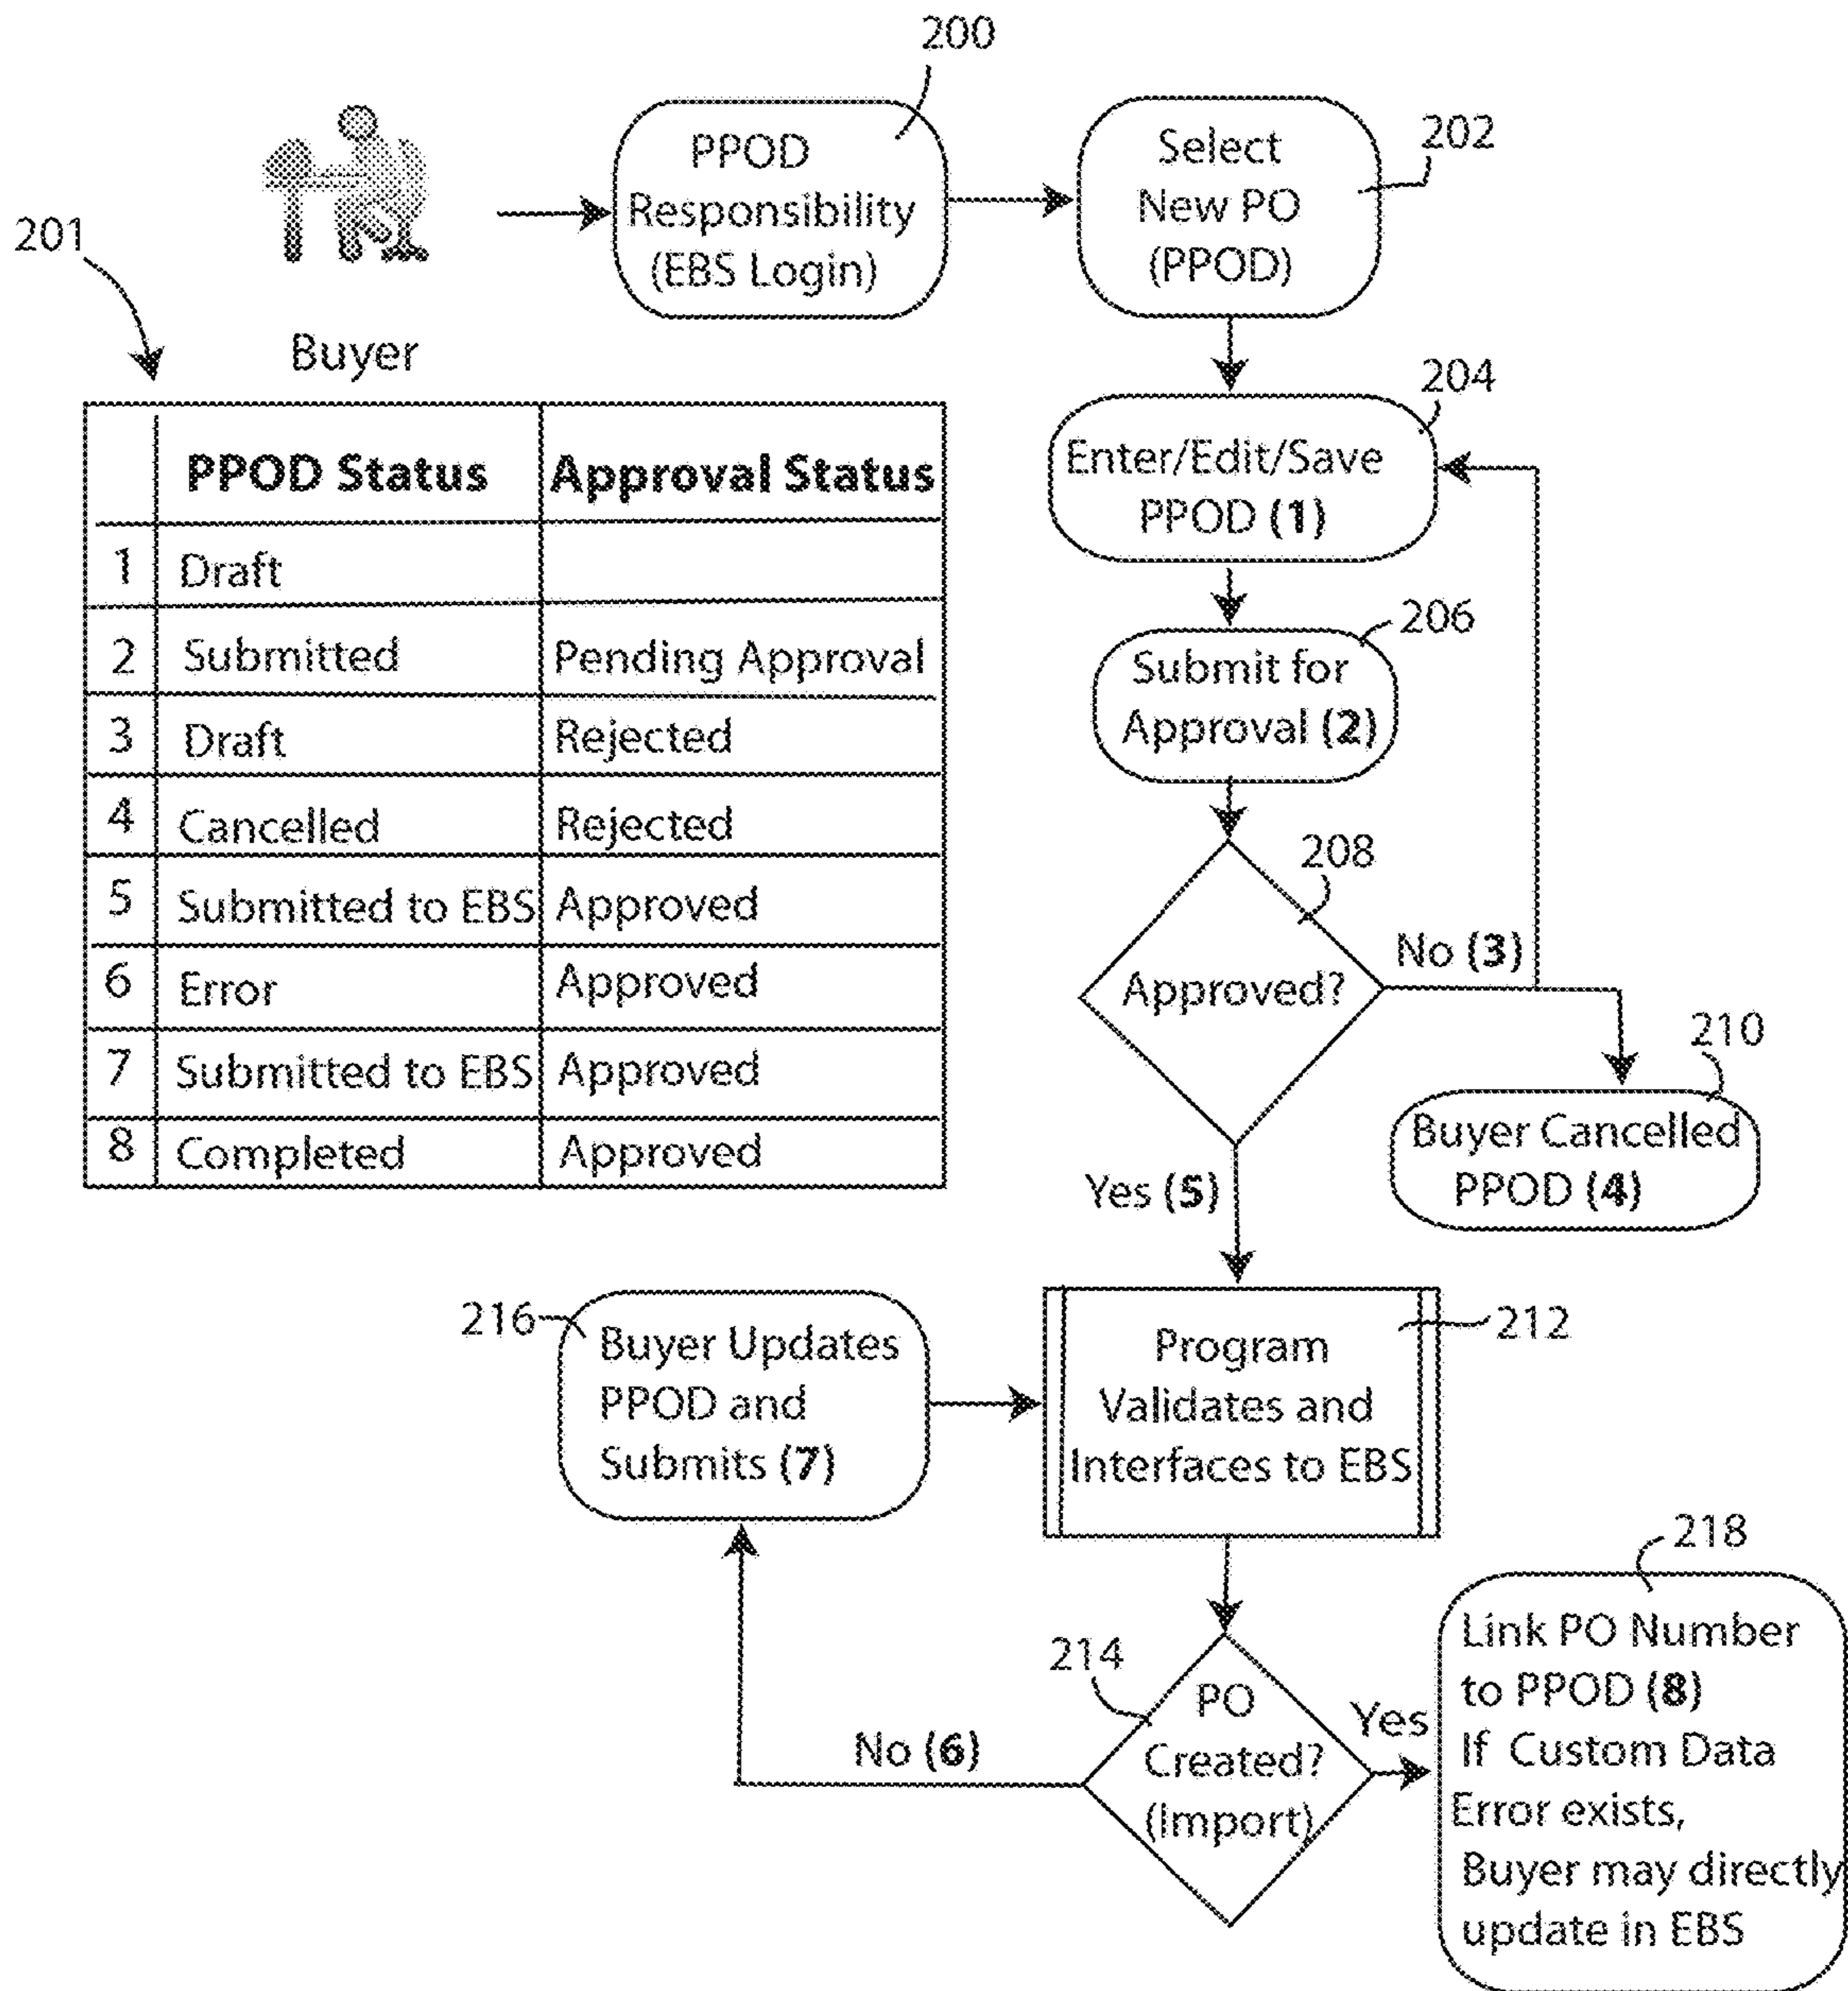 200
PPOD
Responsibility
(EBS Login)
Select
New PO
(PPOD)
202
201
Buyer
PPOD Status Approval Status
1 Draft
2 Submitted Pending Approval
3 Draft Rejected
4 Cancelled Rejected
5 Submitted to EBS Approved
6 Error Approved
7 Submitted to EBS Approved
8 Completed Approved
204
Enter/Edit/Save
PPOD (1)
206
Submit for
Approval (2)
208
Approved?
No (3)
210
Buyer Cancelled
PPOD (4)
Yes (5)
216
Buyer Updates
PPOD and
Submits (7)
212
Program
Validates and
Interfaces to EBS
214
PO
Created?
(Import)
No (6)
Yes
218
Link PO Number
to PPOD (8)
If Custom Data
Error exists,
Buyer may directly
update in EBS